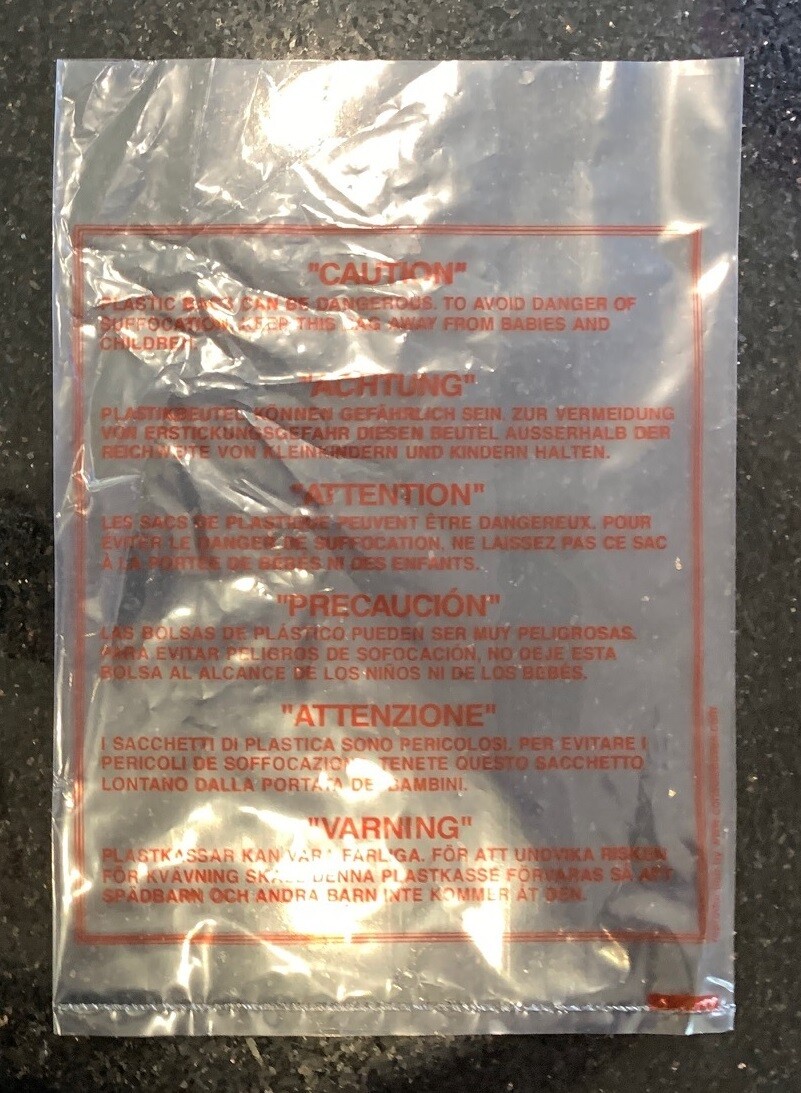 "CAUTION"
PLASTIC BAGS CAN BE DANGEROUS. TO AVOID DANGER OF
SUFFOCATION, KEEP THIS BAG AWAY FROM BABIES AND
CHILDREN.
"ACHTUNG"
PLASTIKBEUTEL KÖNNEN GEFÄHRLICH SEIN. ZUR VERMEIDUNG
VON ERSTICKUNGSGEFAHR DIESEN BEUTEL AUSSERHALB DER
REICHWEITE VON KLEINKINDERN UND KINDERN HALTEN.
"ATTENTION"
LES SACS DE PLASTIQUE PEUVENT ÊTRE DANGEREUX. POUR
ÉVITER LE DANGER DE SUFFOCATION, NE LAISSEZ PAS CE SAC
À LA PORTÉE DE BÉBÉS NI DES ENFANTS.
"PRECAUCIÓN"
LAS BOLSAS DE PLÁSTICO PUEDEN SER MUY PELIGROSAS.
PARA EVITAR PELIGROS DE SOFOCACIÓN, NO DEJE ESTA
BOLSA AL ALCANCE DE LOS NIÑOS NI DE LOS BEBÉS.
"ATTENZIONE"
I SACCHETTI DI PLASTICA SONO PERICOLOSI. PER EVITARE I
PERICOLI DE SOFFOCAZIONE TENETE QUESTO SACCHETTO
LONTANO DALLA PORTATA DE BAMBINI.
"VARNING"
PLASTKASSAR KAN VARA FARLIGA. FÖR ATT UNDVIKA RISKEN
FÖR KVÄVNING SKALL DENNA PLASTKASSE FÖRVARAS SÅ ATT
SPÄDBARN OCH ANDRA BARN INTE KOMMER ÅT DEN.